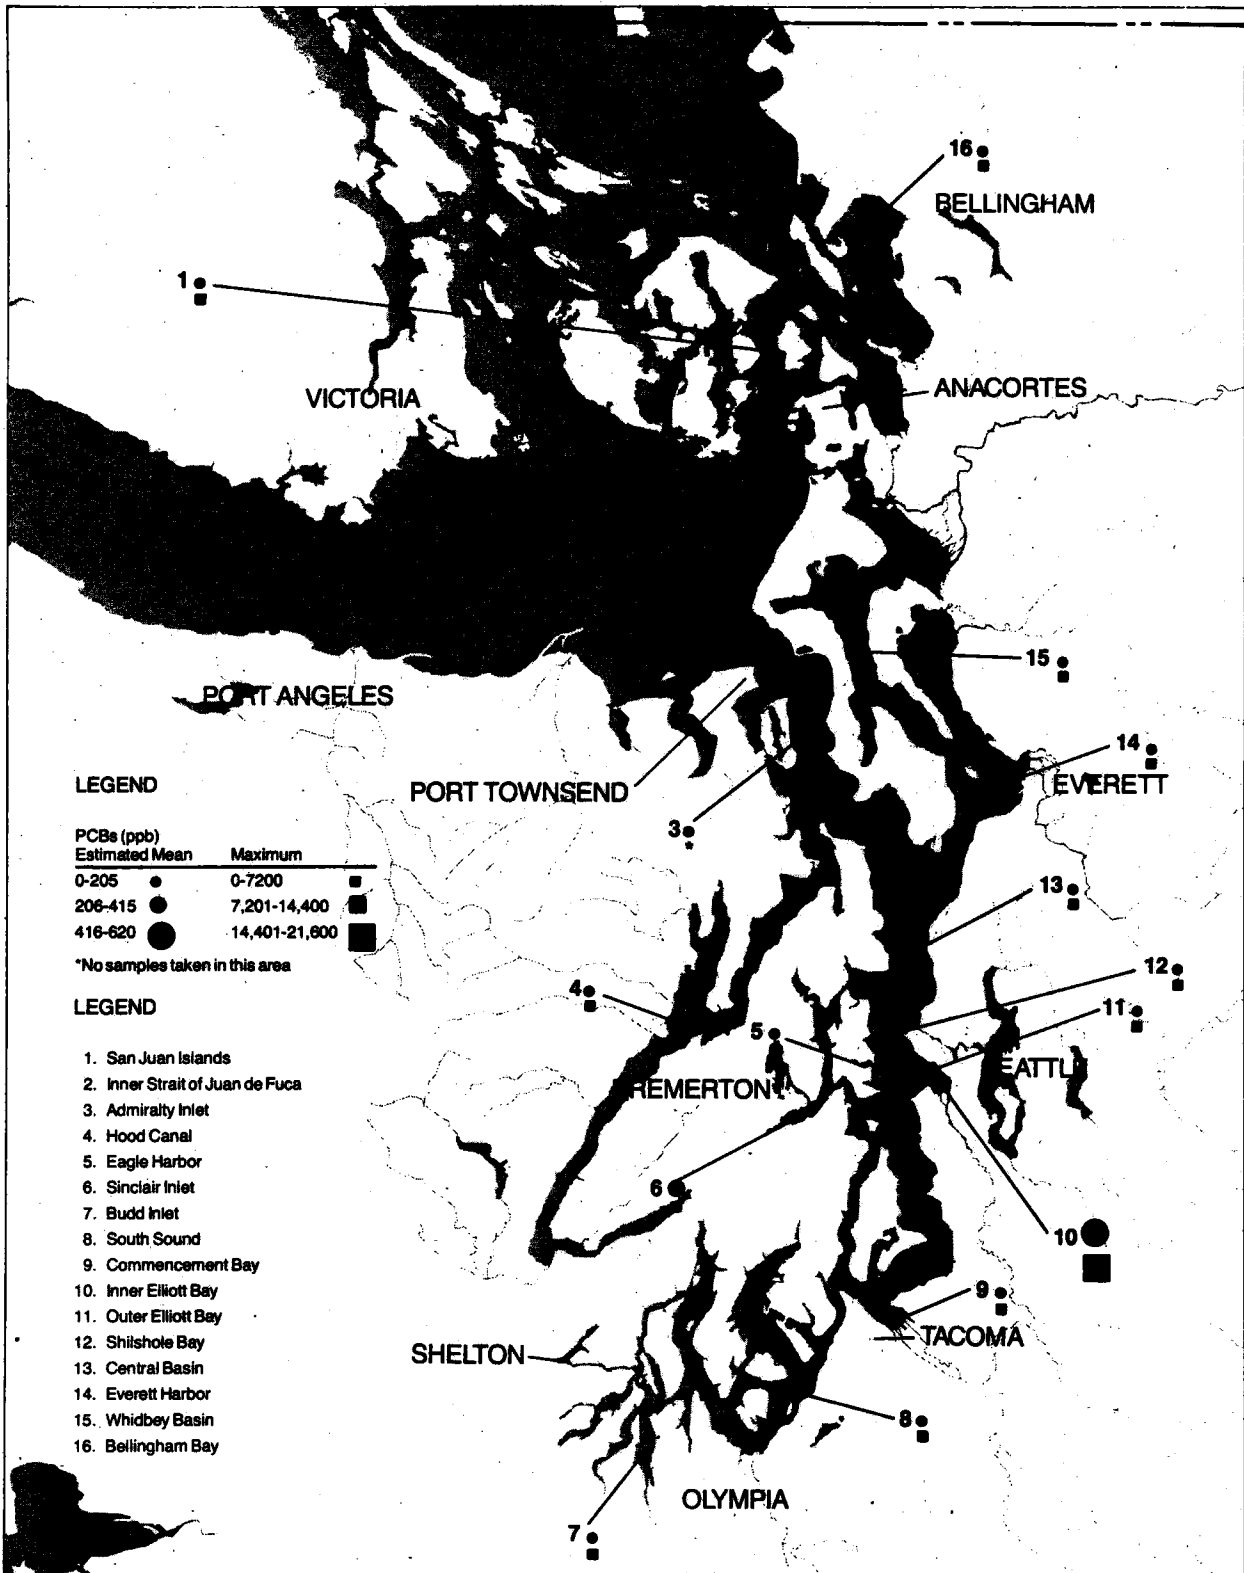 16
BELLINGHAM
1
VICTORIA
ANACORTES
15
PORT ANGELES
14
EVERETT
PORT TOWNSEND
3
*
LEGEND
PCBs (ppb)
Estimated Mean Maximum
0-205 0-7200
206-415 7,201-14,400
416-620 14,401-21,600
*No samples taken in this area
13
12
4
11
5
EATTL
REMERTON
LEGEND
1. San Juan Islands
2. Inner Strait of Juan de Fuca
3. Admiralty Inlet
4. Hood Canal
5. Eagle Harbor
6. Sinclair Inlet
7. Budd Inlet
8. South Sound
9. Commencement Bay
10. Inner Elliott Bay
11. Outer Elliott Bay
12. Shilshole Bay
13. Central Basin
14. Everett Harbor
15. Whidbey Basin
16. Bellingham Bay
6
10
9
TACOMA
SHELTON
8
OLYMPIA
7